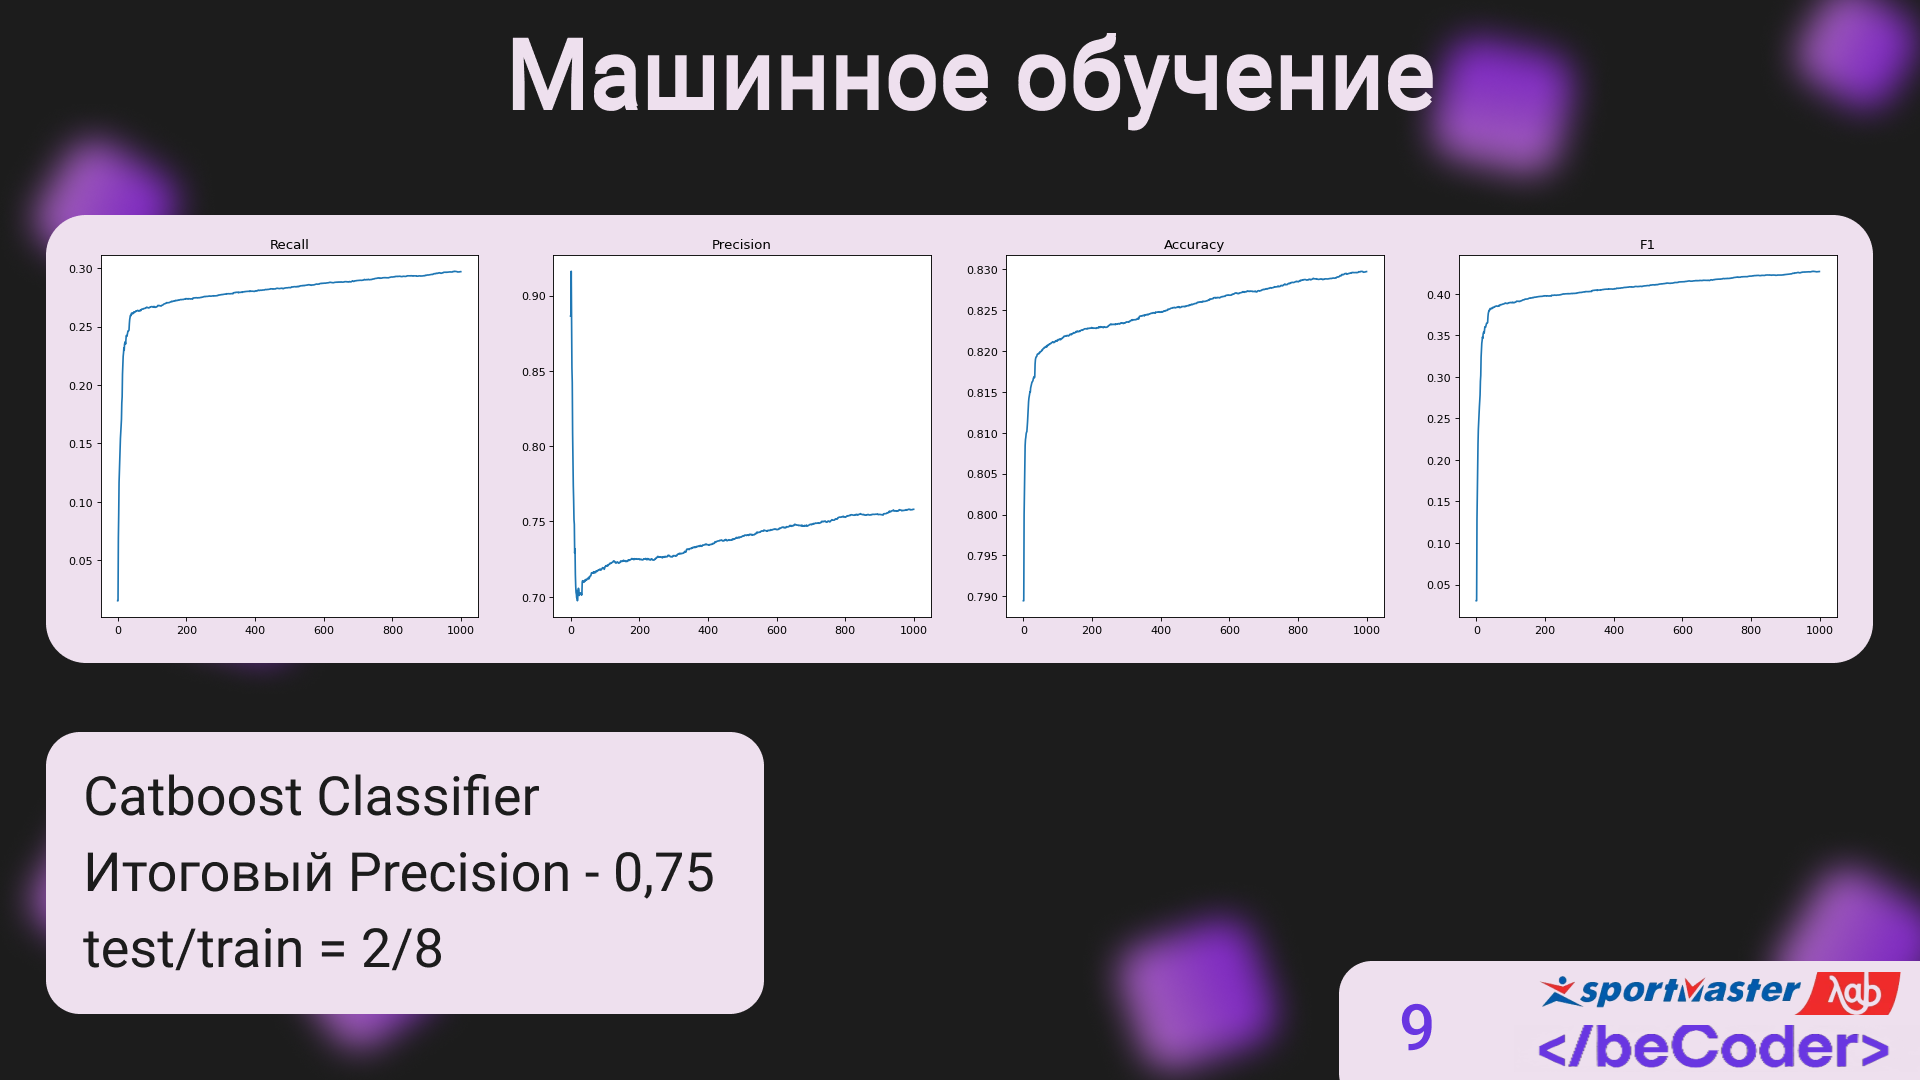 Машинное обучение
Recall
0.30
0.25
0.20
0.15
0.10
0.05
0 200 400 600 800 1000
Precision
0.90
0.85
0.80
0.75
0.70
0 200 400 600 800 1000
Accuracy
0.830
0.825
0.820
0.815
0.810
0.805
0.800
0.795
0.790
0 200 400 600 800 1000
F1
0.40
0.35
0.30
0.25
0.20
0.15
0.10
0.05
0 200 400 600 800 1000
Catboost Classifier
Итоговый Precision - 0,75
test/train = 2/8
9
sportmaster λab
</beCoder>